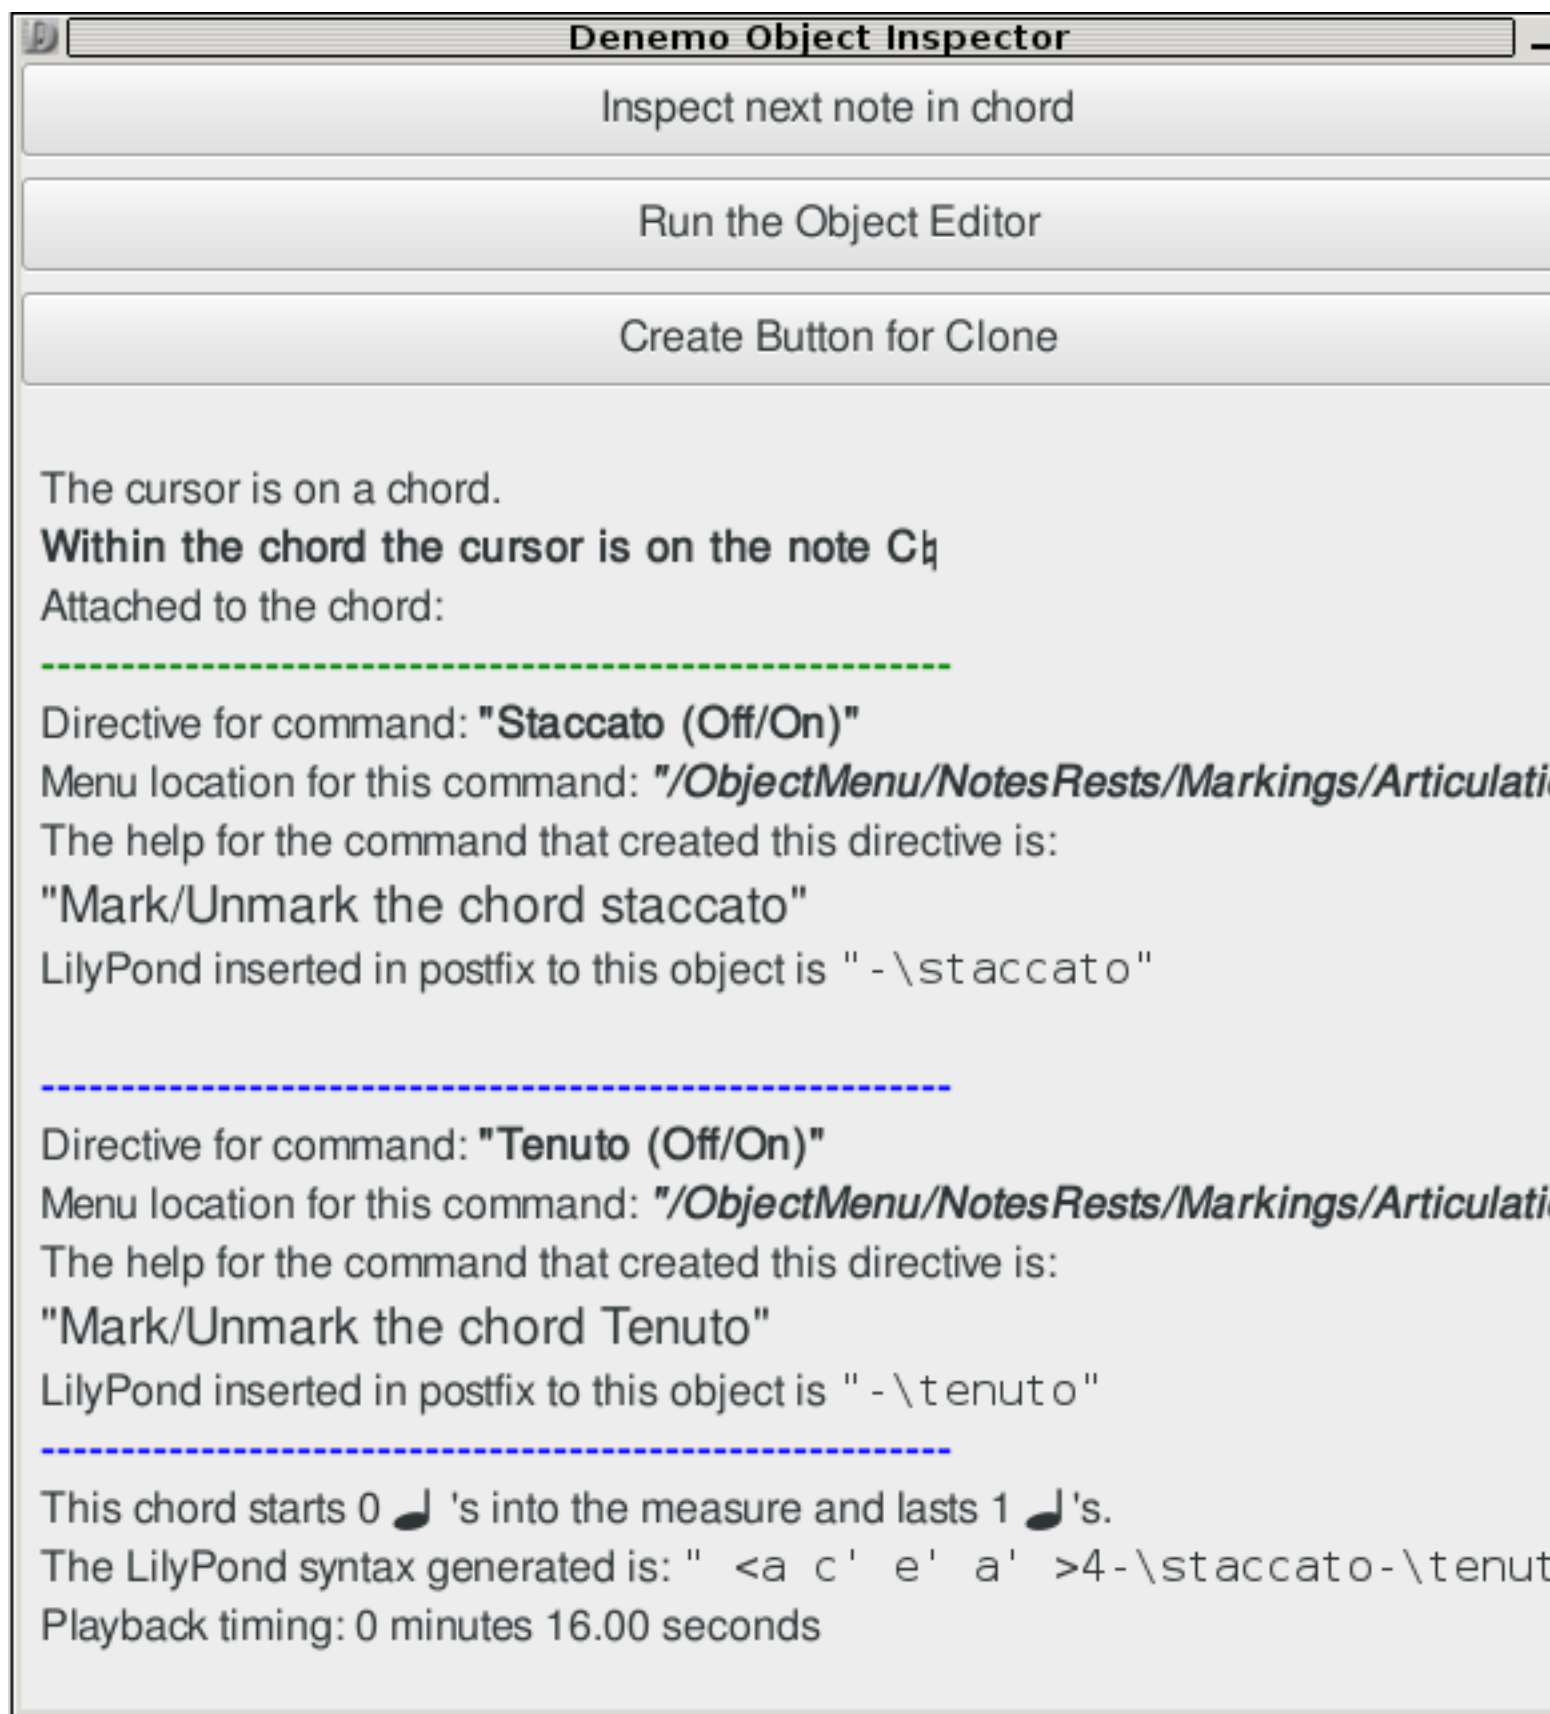 Denemo Object Inspector
Inspect next note in chord
Run the Object Editor
Create Button for Clone
The cursor is on a chord.
Within the chord the cursor is on the note C♮
Attached to the chord:
---------------------------------------------------------
Directive for command: "Staccato (Off/On)"
Menu location for this command: "/ObjectMenu/NotesRests/Markings/Articulati
The help for the command that created this directive is:
"Mark/Unmark the chord staccato"
LilyPond inserted in postfix to this object is "-\staccato"
---------------------------------------------------------
Directive for command: "Tenuto (Off/On)"
Menu location for this command: "/ObjectMenu/NotesRests/Markings/Articulati
The help for the command that created this directive is:
"Mark/Unmark the chord Tenuto"
LilyPond inserted in postfix to this object is "-\tenuto"
---------------------------------------------------------
This chord starts 0 𝅘𝅥 's into the measure and lasts 1 𝅘𝅥 's.
The LilyPond syntax generated is: " <a c' e' a' >4-\staccato-\tenut
Playback timing: 0 minutes 16.00 seconds